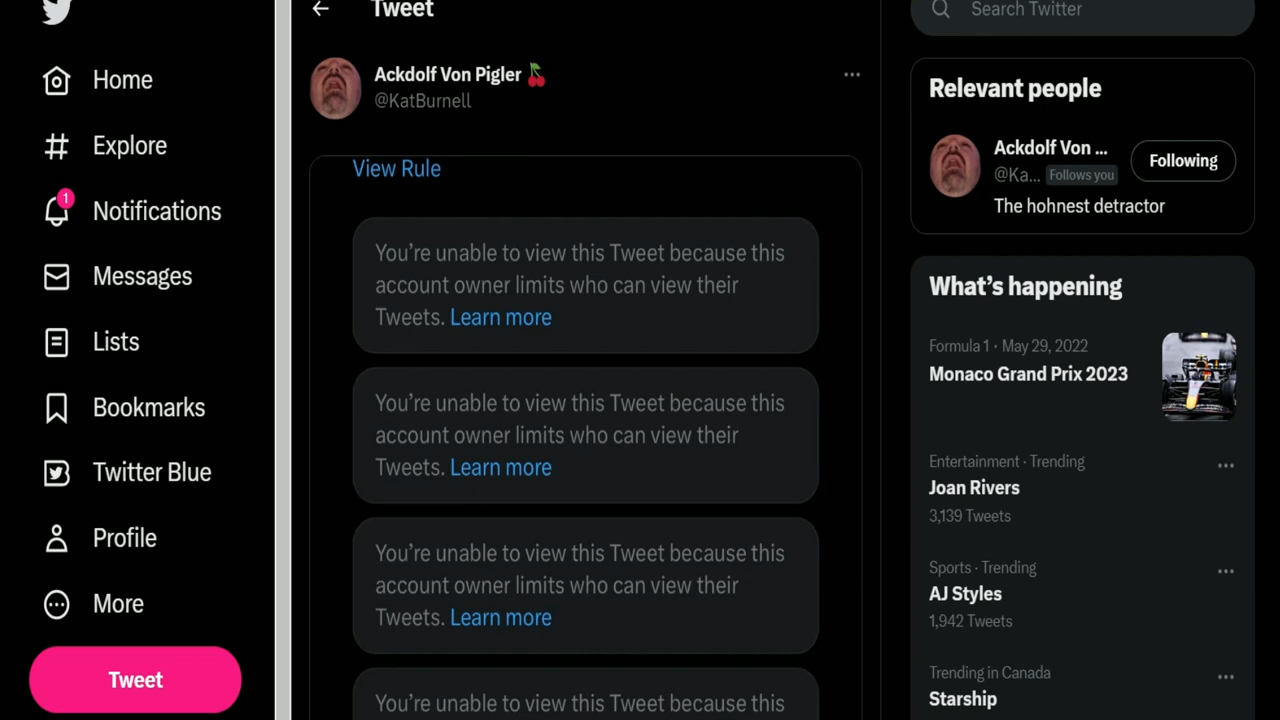 Home
Explore
1
Notifications
Messages
Lists
Bookmarks
Twitter Blue
Profile
More
Tweet
Tweet
Ackdolf Von Pigler
@KatBurnell
View Rule
You’re unable to view this Tweet because this
account owner limits who can view their
Tweets. Learn more
You’re unable to view this Tweet because this
account owner limits who can view their
Tweets. Learn more
You’re unable to view this Tweet because this
account owner limits who can view their
Tweets. Learn more
You’re unable to view this Tweet because this
Search Twitter
Relevant people
Ackdolf Von ...
@Ka... Follows you
Following
The hohnest detractor
What’s happening
Formula 1 · May 29, 2022
Monaco Grand Prix 2023
Entertainment · Trending
Joan Rivers
3,139 Tweets
Sports · Trending
AJ Styles
1,942 Tweets
Trending in Canada
Starship